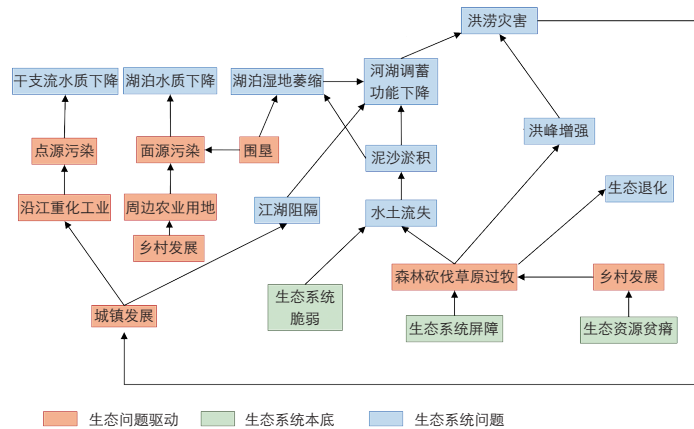 洪涝灾害
干支流水质下降
湖泊水质下降
湖泊湿地萎缩
河湖调蓄
功能下降
洪峰增强
点源污染
面源污染
围垦
泥沙淤积
生态退化
沿江重化工业
周边农业用地
江湖阻隔
水土流失
乡村发展
森林砍伐草原过牧
乡村发展
生态系统
脆弱
城镇发展
生态系统屏障
生态资源贫瘠
生态问题驱动
生态系统本底
生态系统问题